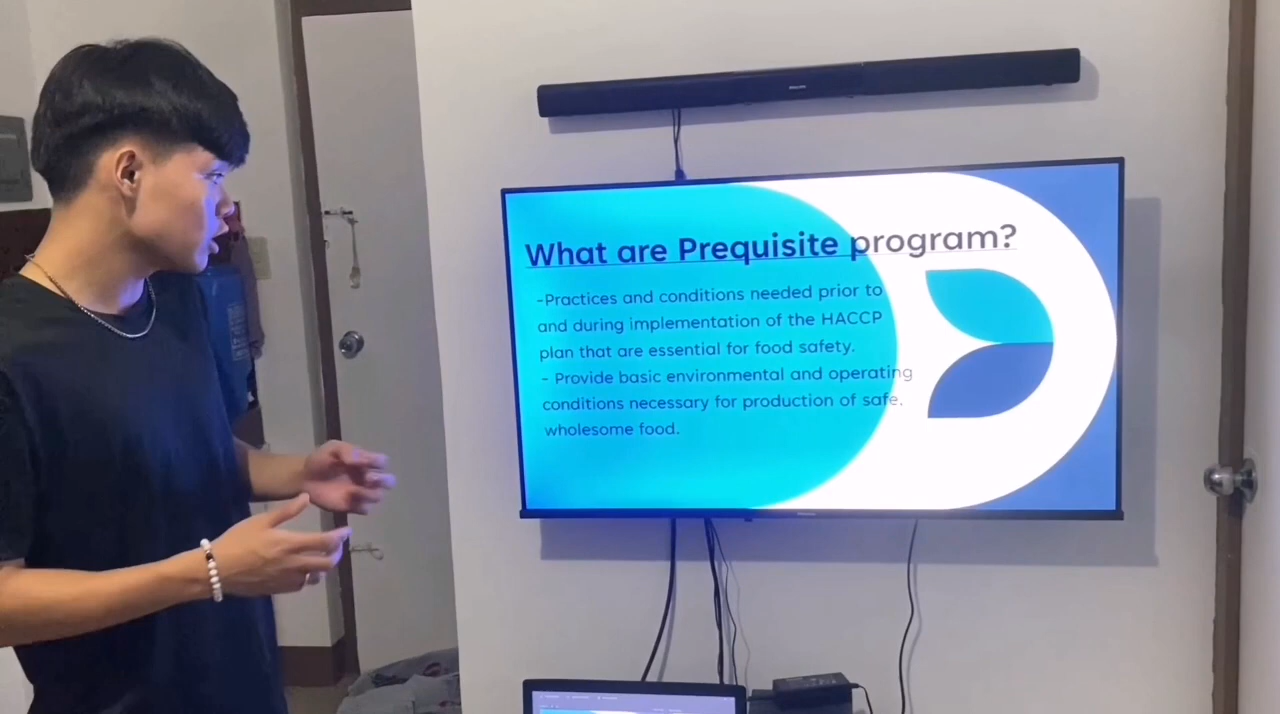 What are Prequisite program?
-Practices and conditions needed prior to
and during implementation of the HACCP
plan that are essential for food safety.
- Provide basic environmental and operating
conditions necessary for production of safe,
wholesome food.